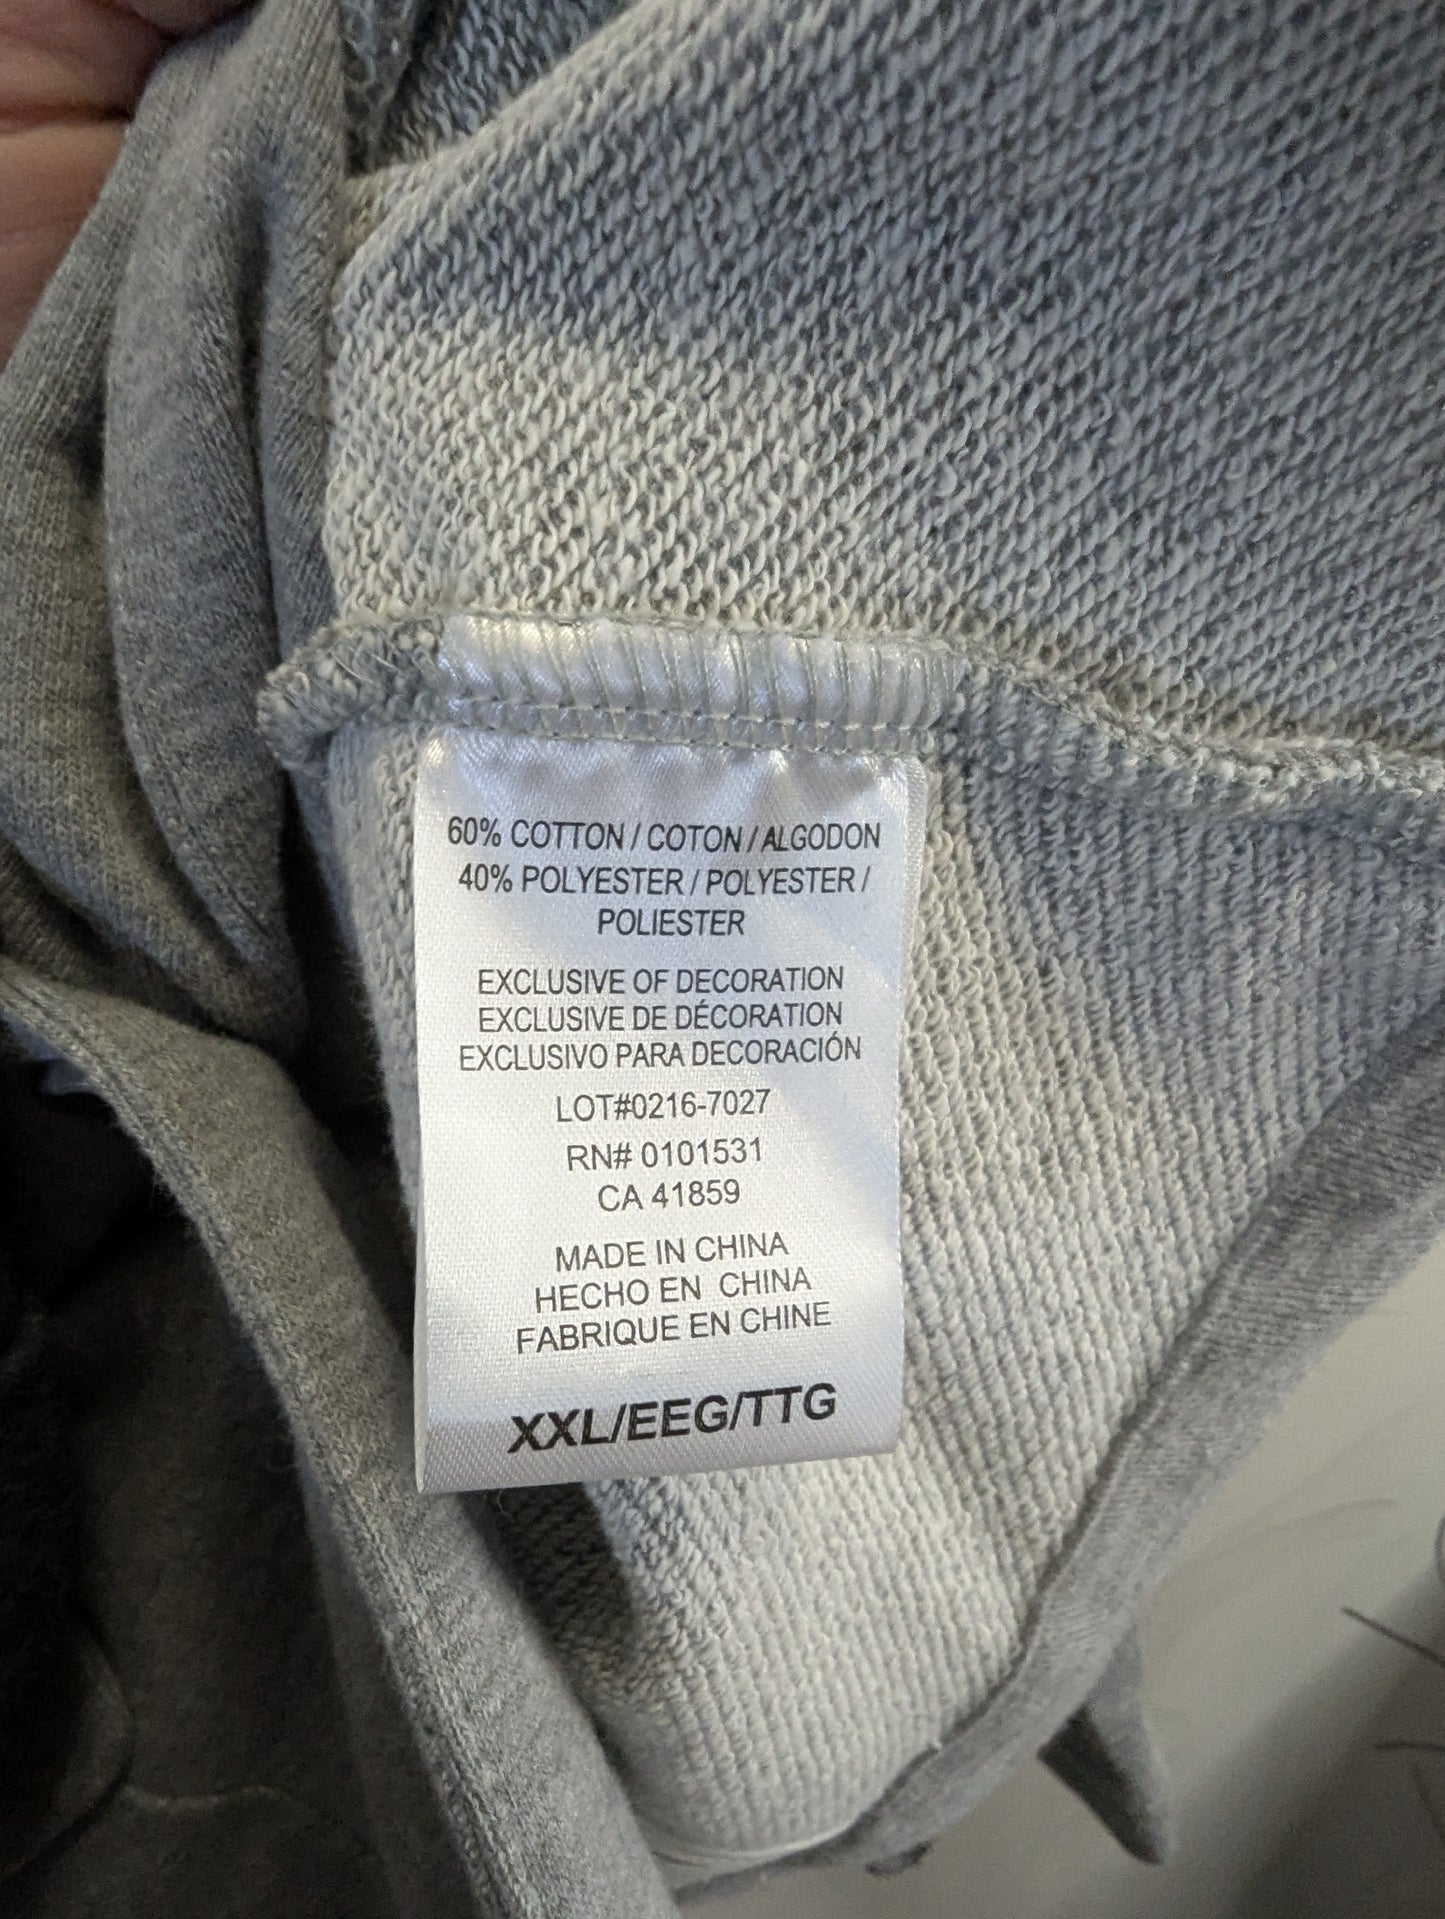 60% COTTON / COTON / ALGODON
40% POLYESTER / POLYESTER /
POLIESTER
EXCLUSIVE OF DECORATION
EXCLUSIVE DE DÉCORATION
EXCLUSIVO PARA DECORACIÓN
LOT#0216-7027
RN# 0101531
CA 41859
MADE IN CHINA
HECHO EN CHINA
FABRIQUE EN CHINE
XXL/EEG/TTG